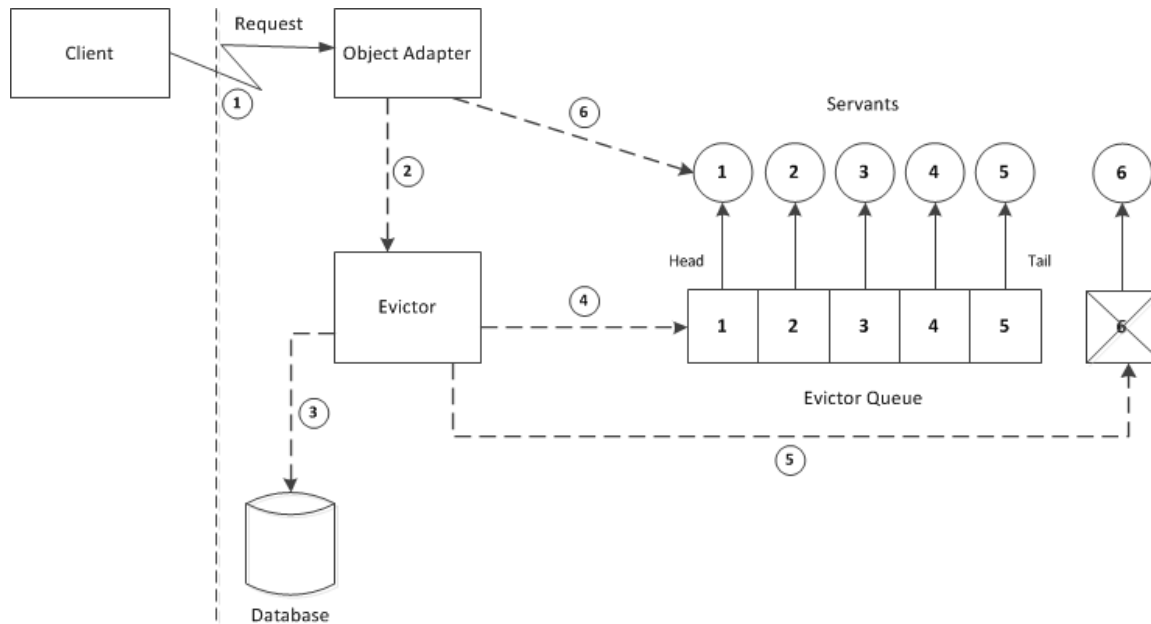 Request
Client
Object Adapter
1
Servants
6
2
1 2 3 4 5 6
Head Tail
Evictor
4
1 2 3 4 5 6
3
Evictor Queue
5
Database